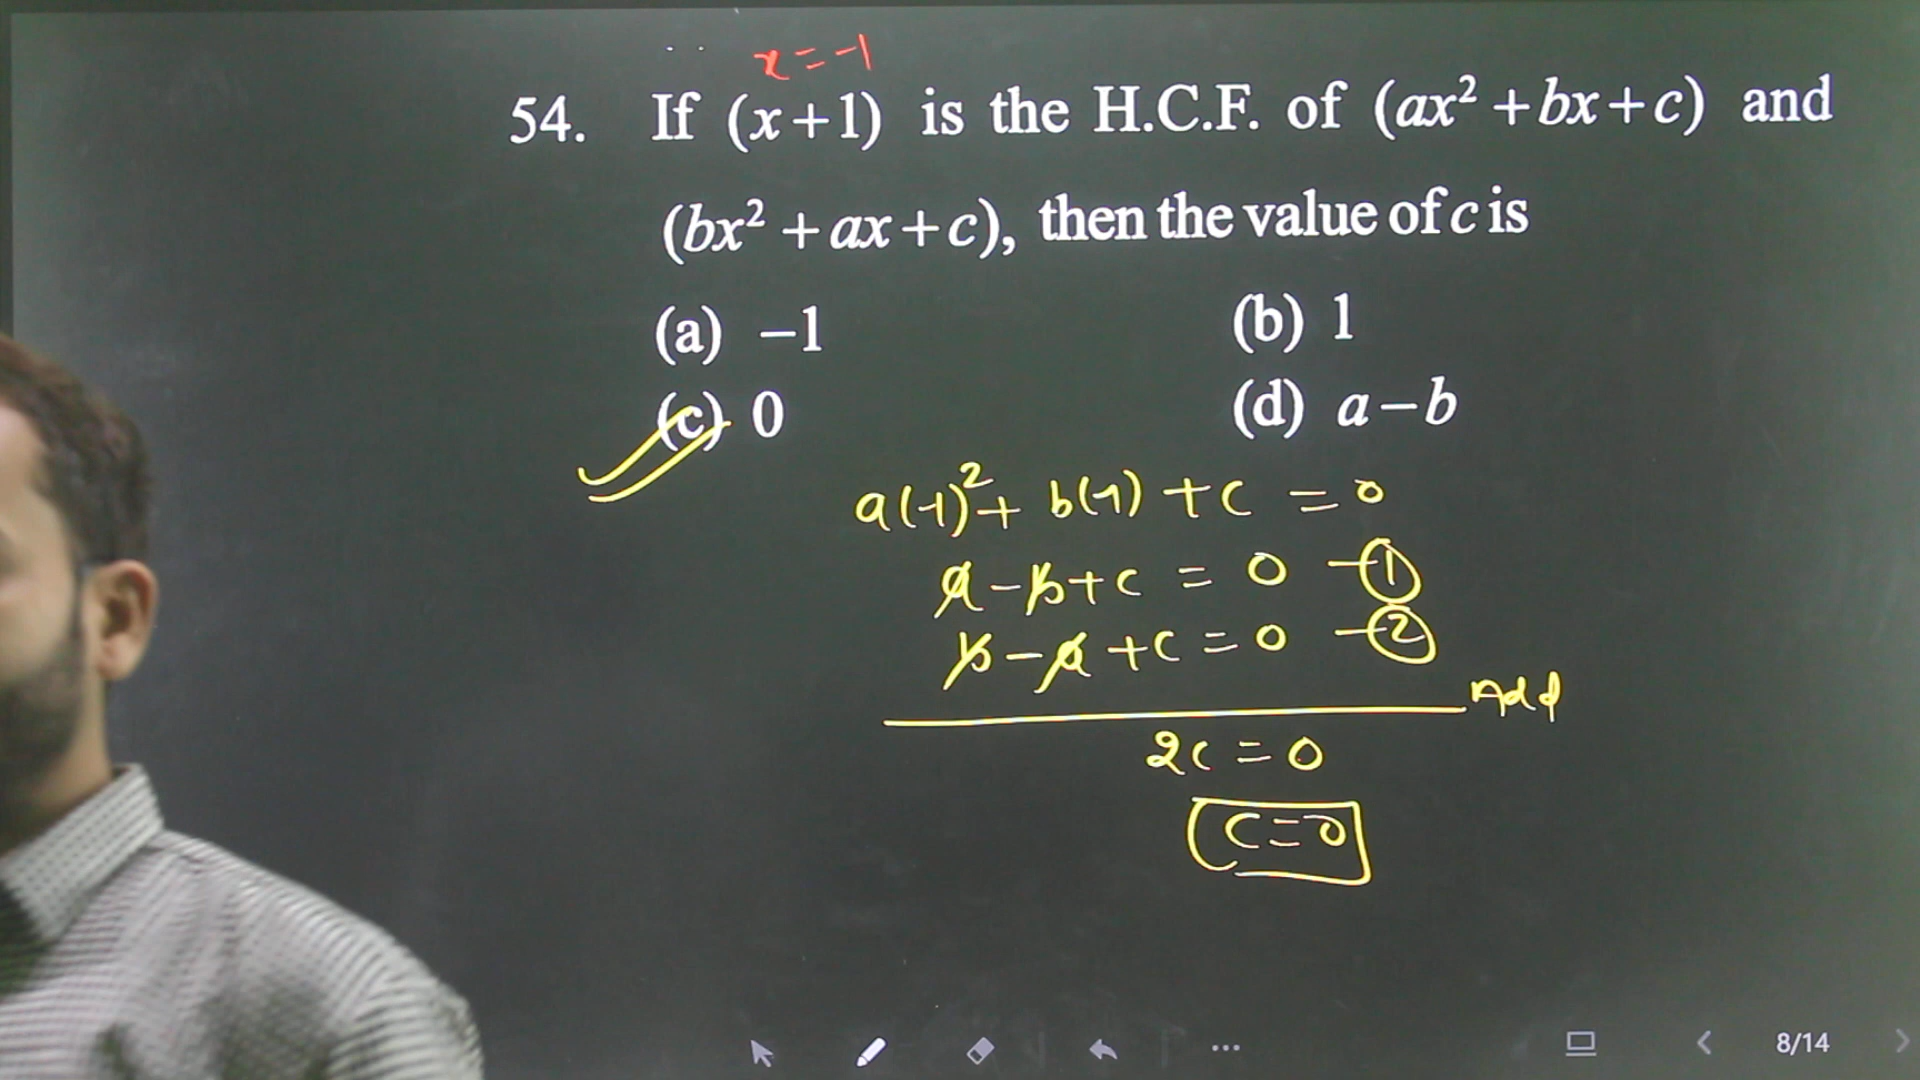 x = -1
54. If (x+1) is the H.C.F. of (ax² + bx + c) and
(bx² + ax + c), then the value of c is
(a) –1 (b) 1
(c) 0 (d) a – b
a(-1)² + b(-1) + c = 0
a - b + c = 0 - 1
b - a + c = 0 - 2
Add
2c = 0
c = 0
8/14